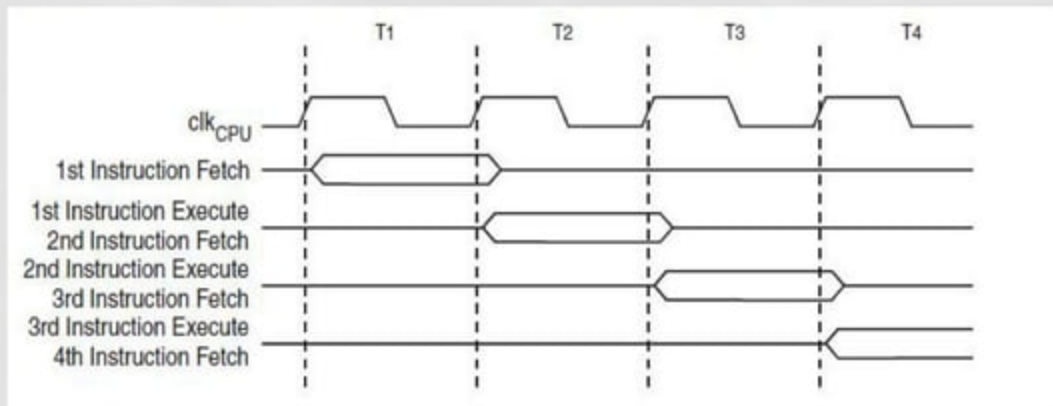 T1 T2 T3 T4
clkCPU
1st Instruction Fetch
1st Instruction Execute
2nd Instruction Fetch
2nd Instruction Execute
3rd Instruction Fetch
3rd Instruction Execute
4th Instruction Fetch